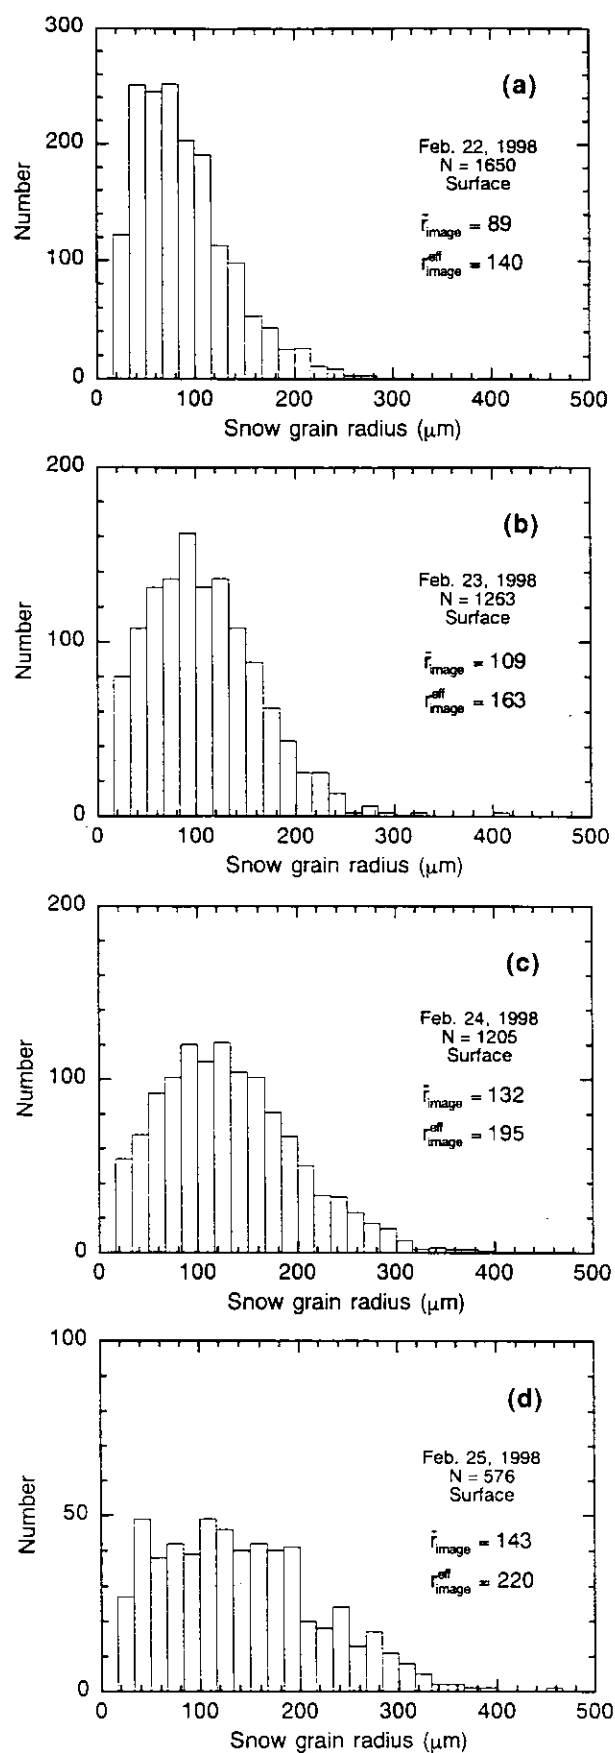 300
200
100
0
Number
(a)
Feb. 22, 1998
N = 1650
Surface
r̄image = 89
r^eff_image = 140
0 100 200 300 400 500
Snow grain radius (μm)
200
100
0
Number
(b)
Feb. 23, 1998
N = 1263
Surface
r̄image = 109
r^eff_image = 163
0 100 200 300 400 500
Snow grain radius (μm)
200
100
0
Number
(c)
Feb. 24, 1998
N = 1205
Surface
r̄image = 132
r^eff_image = 195
0 100 200 300 400 500
Snow grain radius (μm)
100
50
0
Number
(d)
Feb. 25, 1998
N = 576
Surface
r̄image = 143
r^eff_image = 220
0 100 200 300 400 500
Snow grain radius (μm)